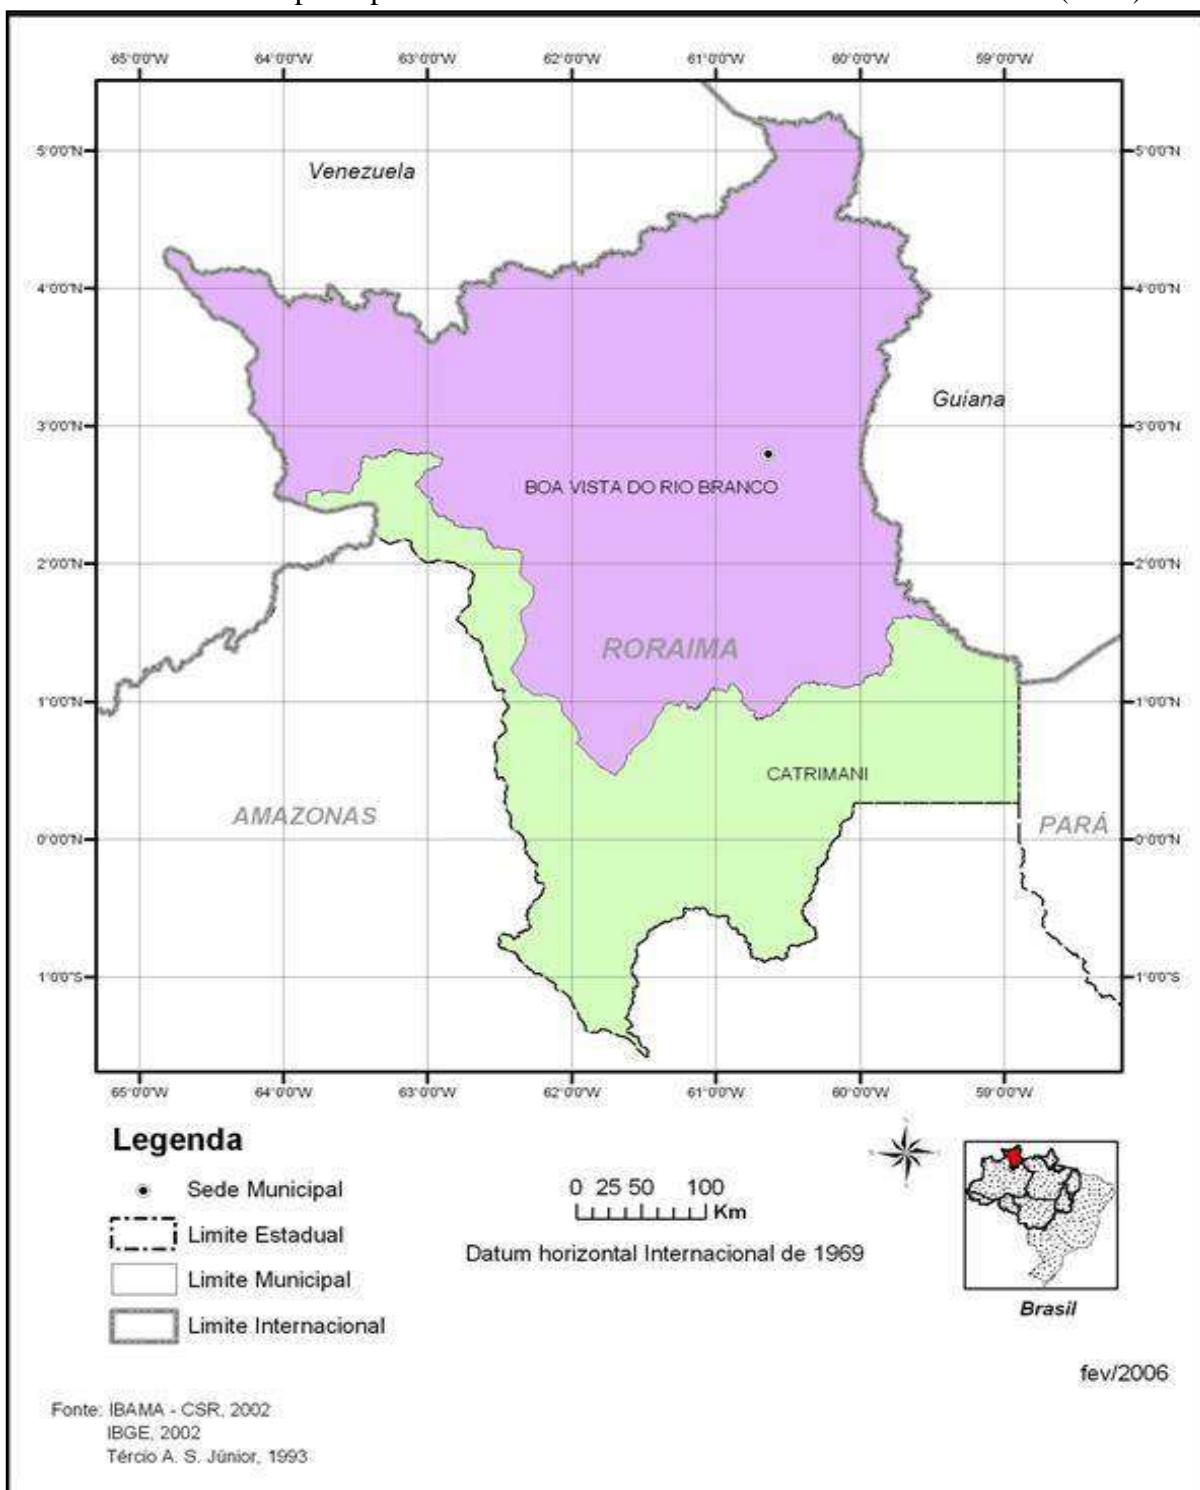 65°0'0"W 64°0'0"W 63°0'0"W 62°0'0"W 61°0'0"W 60°0'0"W 59°0'0"W
5°0'0"N 5°0'0"N
Venezuela
4°0'0"N 4°0'0"N
Guiana
3°0'0"N 3°0'0"N
BOA VISTA DO RIO BRANCO
2°0'0"N 2°0'0"N
RORAIMA
1°0'0"N 1°0'0"N
CATRIMANI
AMAZONAS
PARÁ
0°0'0"N 0°0'0"N
1°0'0"S 1°0'0"S
65°0'0"W 64°0'0"W 63°0'0"W 62°0'0"W 61°0'0"W 60°0'0"W 59°0'0"W
Legenda
Sede Municipal
Limite Estadual
Limite Municipal
Limite Internacional
0 25 50 100
Km
Datum horizontal Internacional de 1969
Brasil
fev/2006
Fonte: IBAMA - CSR, 2002
IBGE, 2002
Tércio A. S. Júnior, 1993